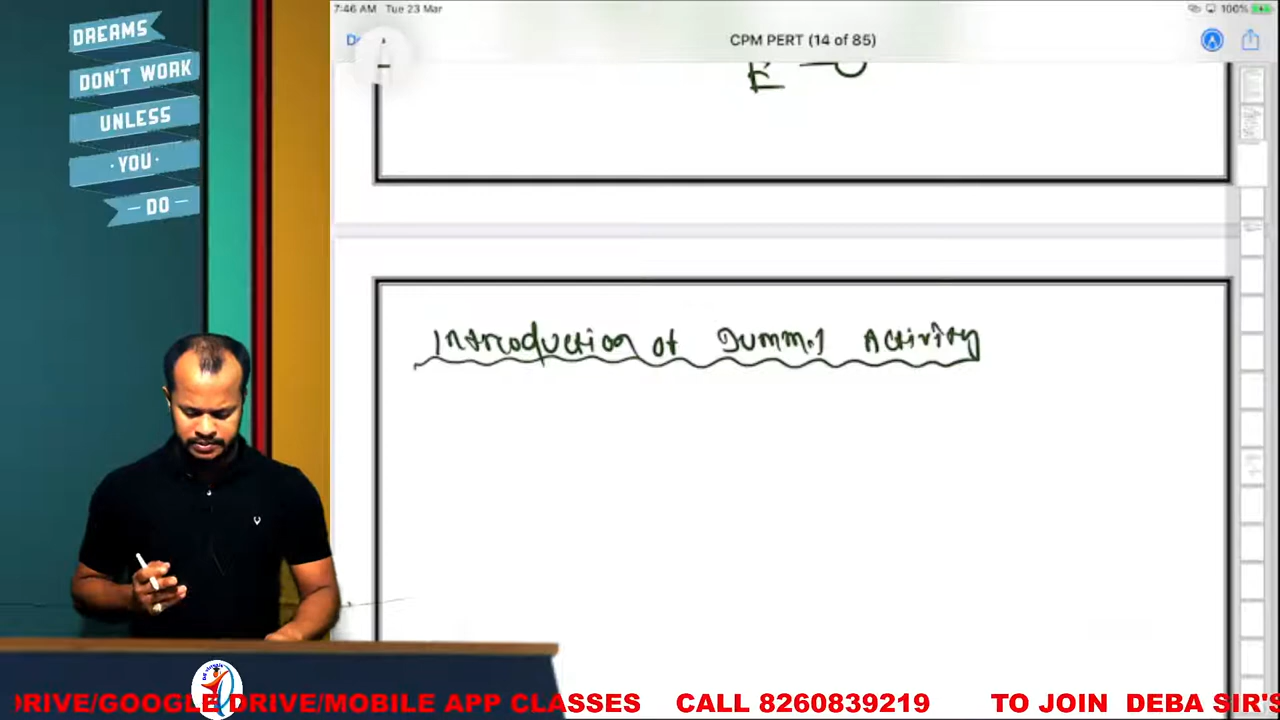 DREAMS
DON'T WORK
UNLESS
·YOU·
– DO –
7:46 AM Tue 23 Mar
100%
CPM PERT (14 of 85)
E
Introduction of Dummy Activity
DRIVE/GOOGLE DRIVE/MOBILE APP CLASSES CALL 8260839219 TO JOIN DEBA SIR'S